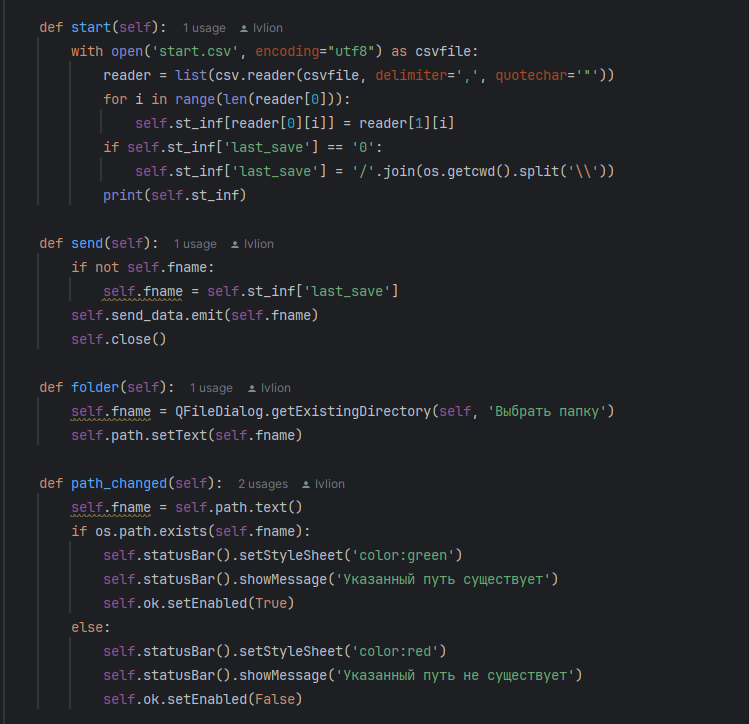 def start(self): 1 usage lvlion
    with open('start.csv', encoding="utf8") as csvfile:
        reader = list(csv.reader(csvfile, delimiter=',', quotechar='"'))
        for i in range(len(reader[0])):
            self.st_inf[reader[0][i]] = reader[1][i]
        if self.st_inf['last_save'] == '0':
            self.st_inf['last_save'] = '/'.join(os.getcwd().split('\\'))
        print(self.st_inf)
def send(self): 1 usage lvlion
    if not self.fname:
        self.fname = self.st_inf['last_save']
    self.send_data.emit(self.fname)
    self.close()
def folder(self): 1 usage lvlion
    self.fname = QFileDialog.getExistingDirectory(self, 'Выбрать папку')
    self.path.setText(self.fname)
def path_changed(self): 2 usages lvlion
    self.fname = self.path.text()
    if os.path.exists(self.fname):
        self.statusBar().setStyleSheet('color:green')
        self.statusBar().showMessage('Указанный путь существует')
        self.ok.setEnabled(True)
    else:
        self.statusBar().setStyleSheet('color:red')
        self.statusBar().showMessage('Указанный путь не существует')
        self.ok.setEnabled(False)